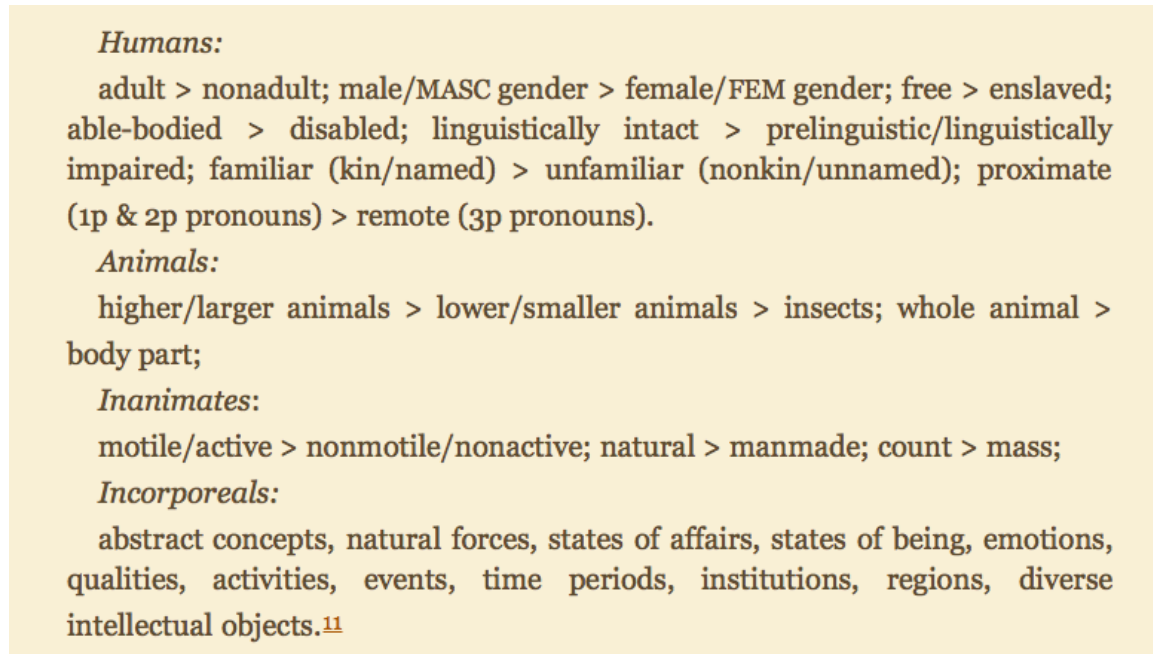 Humans:
adult > nonadult; male/MASC gender > female/FEM gender; free > enslaved;
able-bodied > disabled; linguistically intact > prelinguistic/linguistically
impaired; familiar (kin/named) > unfamiliar (nonkin/unnamed); proximate
(1p & 2p pronouns) > remote (3p pronouns).
Animals:
higher/larger animals > lower/smaller animals > insects; whole animal >
body part;
Inanimates:
motile/active > nonmotile/nonactive; natural > manmade; count > mass;
Incorporeals:
abstract concepts, natural forces, states of affairs, states of being, emotions,
qualities, activities, events, time periods, institutions, regions, diverse
intellectual objects.11